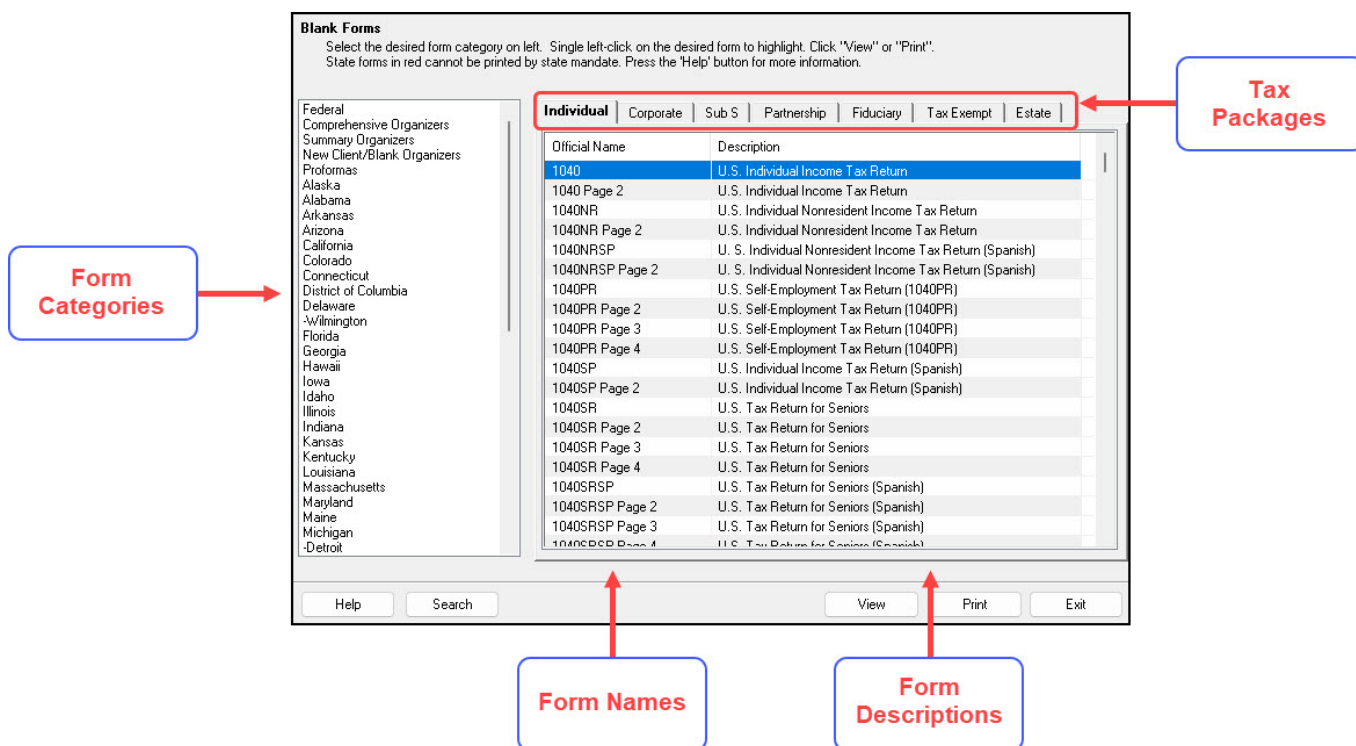 Blank Forms
Select the desired form category on left. Single left-click on the desired form to highlight. Click "View" or "Print".
State forms in red cannot be printed by state mandate. Press the 'Help' button for more information.
Tax
Packages
Form
Categories
Federal
Comprehensive Organizers
Summary Organizers
New Client/Blank Organizers
Proformas
Alaska
Alabama
Arkansas
Arizona
California
Colorado
Connecticut
District of Columbia
Delaware
-Wilmington
Florida
Georgia
Hawaii
Iowa
Idaho
Illinois
Indiana
Kansas
Kentucky
Louisiana
Massachusetts
Maryland
Maine
Michigan
-Detroit
Individual Corporate Sub S Partnership Fiduciary Tax Exempt Estate
Official Name Description
1040 U.S. Individual Income Tax Return
1040 Page 2 U.S. Individual Income Tax Return
1040NR U.S. Individual Nonresident Income Tax Return
1040NR Page 2 U.S. Individual Nonresident Income Tax Return
1040NRSP U. S. Individual Nonresident Income Tax Return (Spanish)
1040NRSP Page 2 U. S. Individual Nonresident Income Tax Return (Spanish)
1040PR U.S. Self-Employment Tax Return (1040PR)
1040PR Page 2 U.S. Self-Employment Tax Return (1040PR)
1040PR Page 3 U.S. Self-Employment Tax Return (1040PR)
1040PR Page 4 U.S. Self-Employment Tax Return (1040PR)
1040SP U.S. Individual Income Tax Return (Spanish)
1040SP Page 2 U.S. Individual Income Tax Return (Spanish)
1040SR U.S. Tax Return for Seniors
1040SR Page 2 U.S. Tax Return for Seniors
1040SR Page 3 U.S. Tax Return for Seniors
1040SR Page 4 U.S. Tax Return for Seniors
1040SRSP U.S. Tax Return for Seniors (Spanish)
1040SRSP Page 2 U.S. Tax Return for Seniors (Spanish)
1040SRSP Page 3 U.S. Tax Return for Seniors (Spanish)
1040SRSP Page 4 U.S. Tax Return for Seniors (Spanish)
Help Search View Print Exit
Form Names
Form
Descriptions